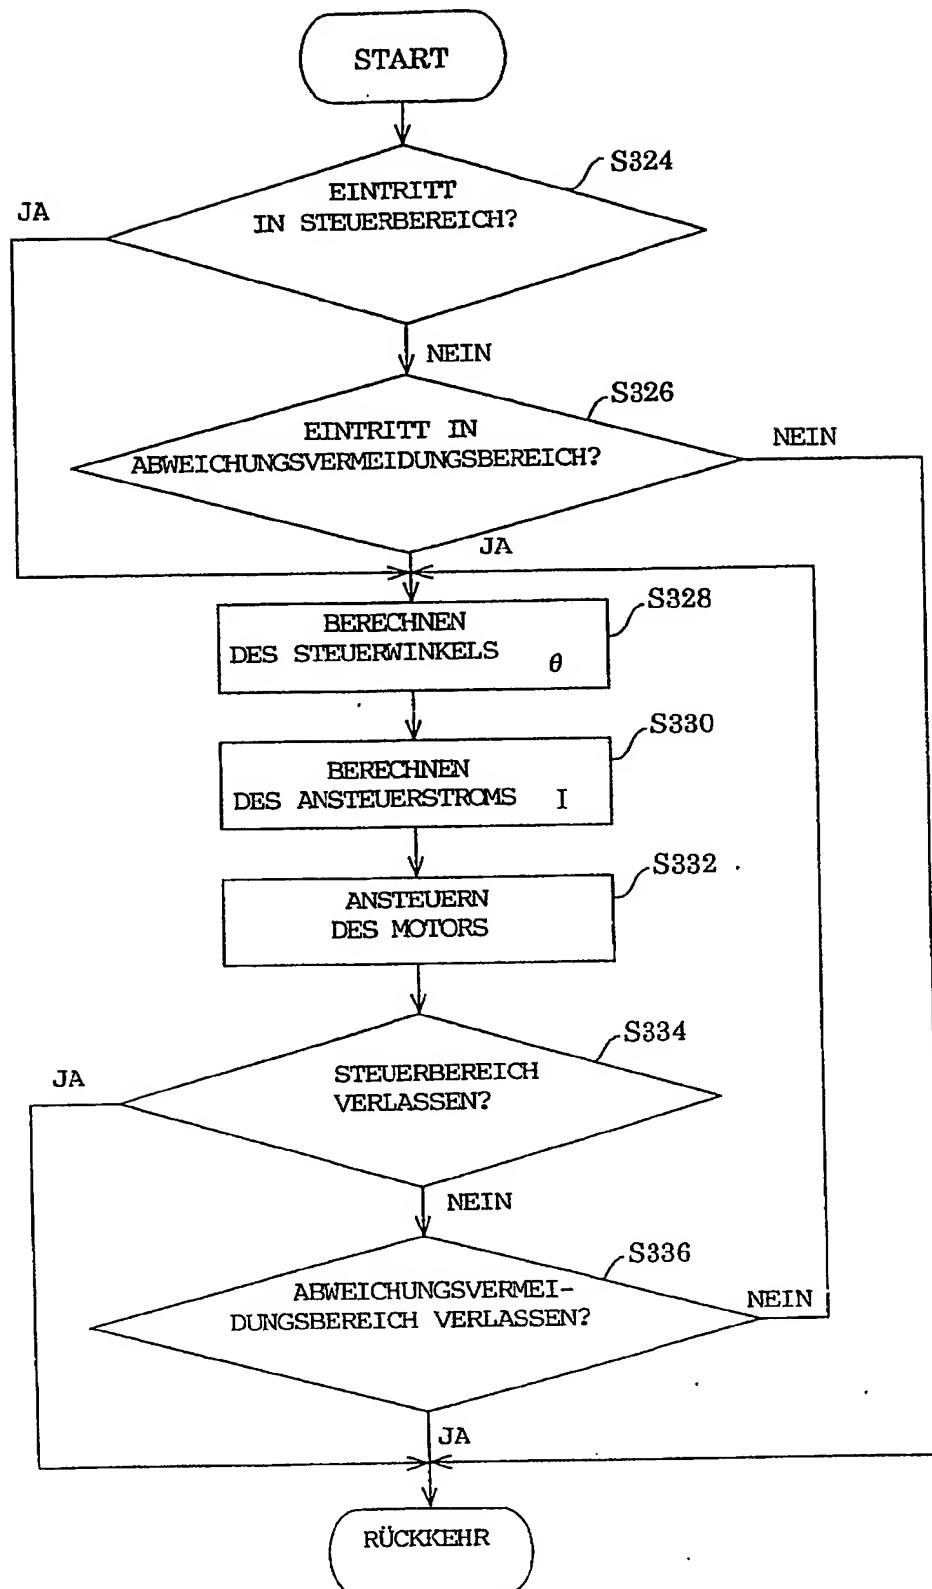 START
S324
EINTRITT
IN STEUERBEREICH?
JA
NEIN
S326
EINTRITT IN
ABWEICHUNGSVERMEIDUNGSBEREICH?
NEIN
JA
S328
BERECHNEN
DES STEUERWINKELS θ
S330
BERECHNEN
DES ANSTEUERSTROMS I
S332
ANSTEUERN
DES MOTORS
S334
STEUERBEREICH
VERLASSEN?
JA
NEIN
S336
ABWEICHUNGSVERMEI-
DUNGSBEREICH VERLASSEN?
NEIN
JA
RÜCKKEHR